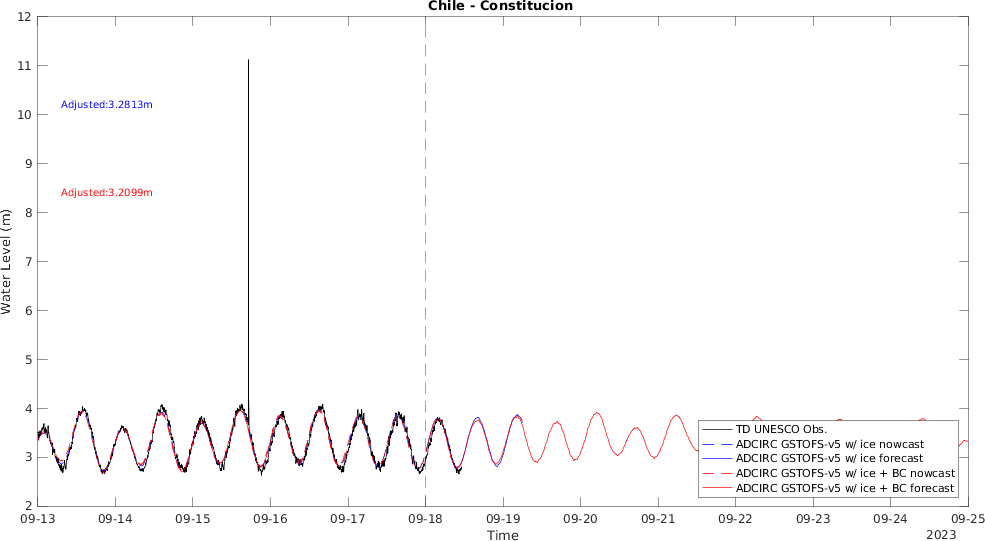 Chile - Constitucion
12
11
10
9
8
7
6
5
4
3
2
Water Level (m)
Adjusted:3.2813m
Adjusted:3.2099m
TD UNESCO Obs.
ADCIRC GSTOFS-v5 w/ ice nowcast
ADCIRC GSTOFS-v5 w/ ice forecast
ADCIRC GSTOFS-v5 w/ ice + BC nowcast
ADCIRC GSTOFS-v5 w/ ice + BC forecast
09-13 09-14 09-15 09-16 09-17 09-18 09-19 09-20 09-21 09-22 09-23 09-24 09-25
Time
2023